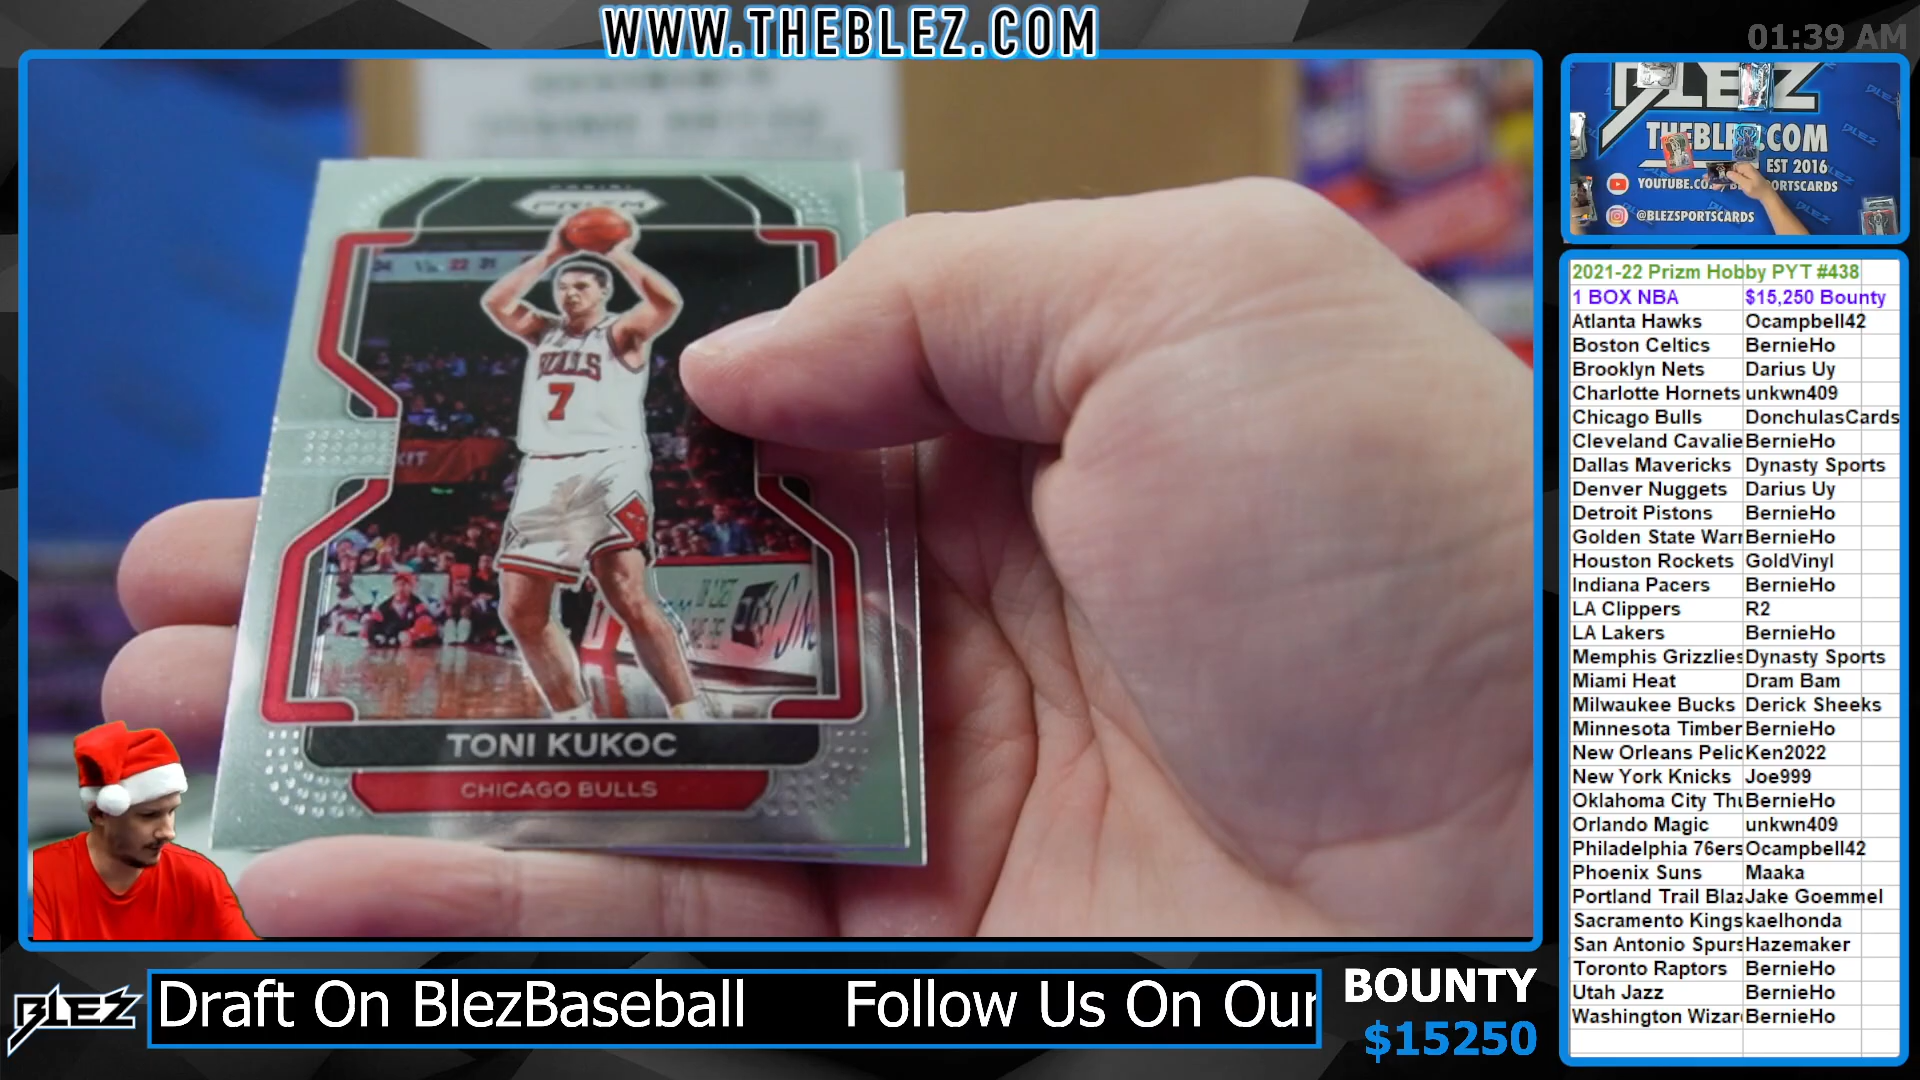 WWW.THEBLEZ.COM
01:39 AM
PANINI
PRIZM
BULLS
7
TONI KUKOC
CHICAGO BULLS
BLEZ
THEBLEZ.COM
EST 2016
@BLEZSPORTSCARDS
2021-22 Prizm Hobby PYT #438
1 BOX NBA $15,250 Bounty
Atlanta Hawks Ocampbell42
Boston Celtics BernieHo
Brooklyn Nets Darius Uy
Charlotte Hornets unkwn409
Chicago Bulls DonchulasCards
Cleveland Cavalie BernieHo
Dallas Mavericks Dynasty Sports
Denver Nuggets Darius Uy
Detroit Pistons BernieHo
Golden State Warr BernieHo
Houston Rockets GoldVinyl
Indiana Pacers BernieHo
LA Clippers R2
LA Lakers BernieHo
Memphis Grizzlies Dynasty Sports
Miami Heat Dram Bam
Milwaukee Bucks Derick Sheeks
Minnesota Timber BernieHo
New Orleans Pelic Ken2022
New York Knicks Joe999
Oklahoma City Thu BernieHo
Orlando Magic unkwn409
Philadelphia 76ers Ocampbell42
Phoenix Suns Maaka
Portland Trail Blaz Jake Goemmel
Sacramento Kings kaelhonda
San Antonio Spurs Hazemaker
Toronto Raptors BernieHo
Utah Jazz BernieHo
Washington Wizar BernieHo
BLEZ
Draft On BlezBaseball Follow Us On Our
BOUNTY
$15250